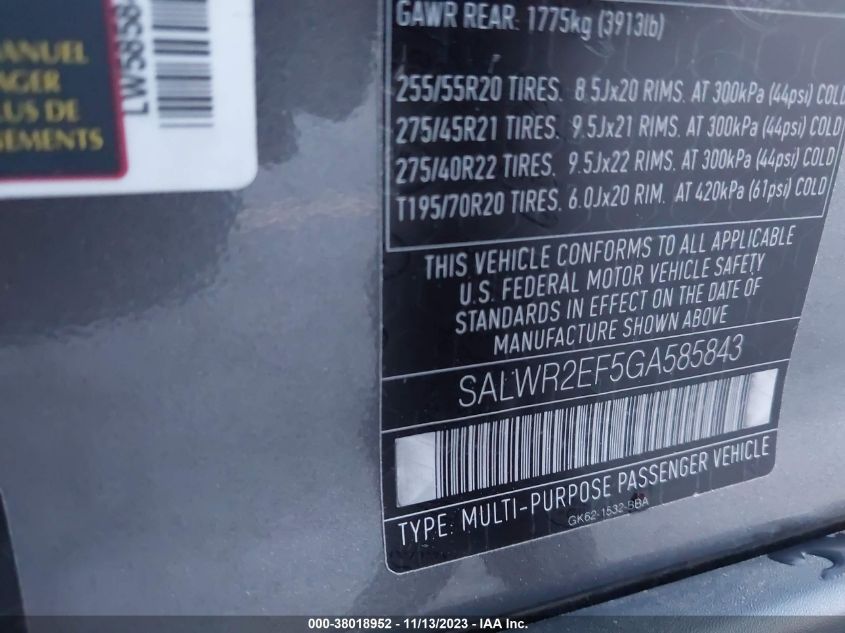 MANUEL
AGER
LUS DE
SEMENTS
LW5858
GAWR REAR: 1775kg (3913lb)
255/55R20 TIRES. 8.5Jx20 RIMS. AT 300kPa (44psi) COLD
275/45R21 TIRES. 9.5Jx21 RIMS. AT 300kPa (44psi) COLD
275/40R22 TIRES. 9.5Jx22 RIMS. AT 300kPa (44psi) COLD
T195/70R20 TIRES. 6.0Jx20 RIM. AT 420kPa (61psi) COLD
THIS VEHICLE CONFORMS TO ALL APPLICABLE
U.S. FEDERAL MOTOR VEHICLE SAFETY
STANDARDS IN EFFECT ON THE DATE OF
MANUFACTURE SHOWN ABOVE
SALWR2EF5GA585843
TYPE: MULTI-PURPOSE PASSENGER VEHICLE
GK62-1532-BBA
000-38018952 - 11/13/2023 - IAA Inc.